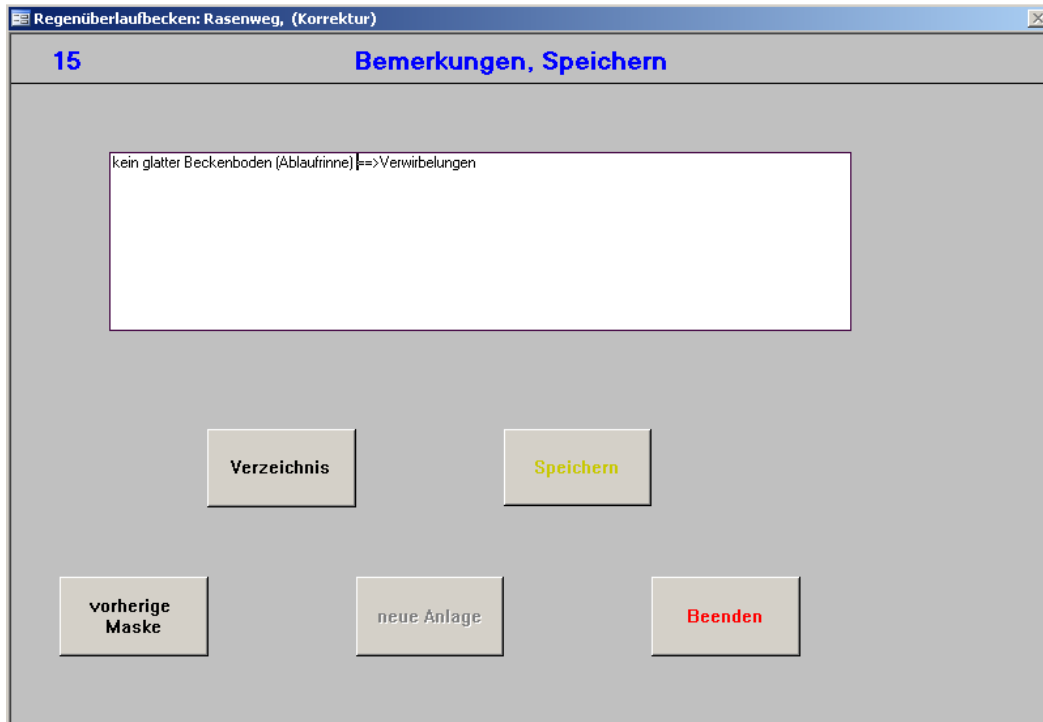 Regenüberlaufbecken: Rasenweg, (Korrektur)
15 Bemerkungen, Speichern
kein glatter Beckenboden (Ablaufrinne) ==>Verwirbelungen
Verzeichnis Speichern
vorherige
Maske
neue Anlage
Beenden